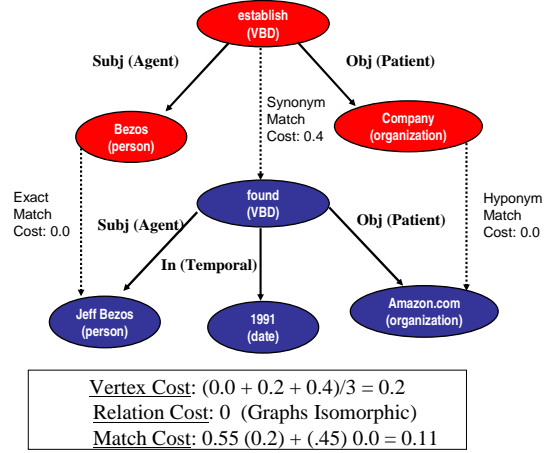 establish
(VBD)
Subj (Agent)
Obj (Patient)
Synonym
Match
Cost: 0.4
Bezos
(person)
Company
(organization)
Exact
Match
Cost: 0.0
found
(VBD)
Hyponym
Match
Cost: 0.0
Subj (Agent)
Obj (Patient)
In (Temporal)
Jeff Bezos
(person)
1991
(date)
Amazon.com
(organization)
Vertex Cost: (0.0 + 0.2 + 0.4)/3 = 0.2
Relation Cost: 0 (Graphs Isomorphic)
Match Cost: 0.55 (0.2) + (.45) 0.0 = 0.11